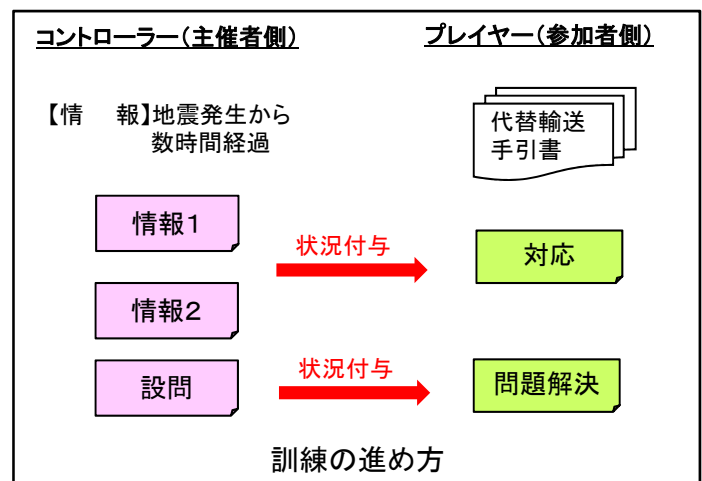 コントローラー(主催者側)
プレイヤー(参加者側)
【情　報】地震発生から
数時間経過
代替輸送
手引書
情報1
状況付与
対応
情報2
設問
状況付与
問題解決
訓練の進め方